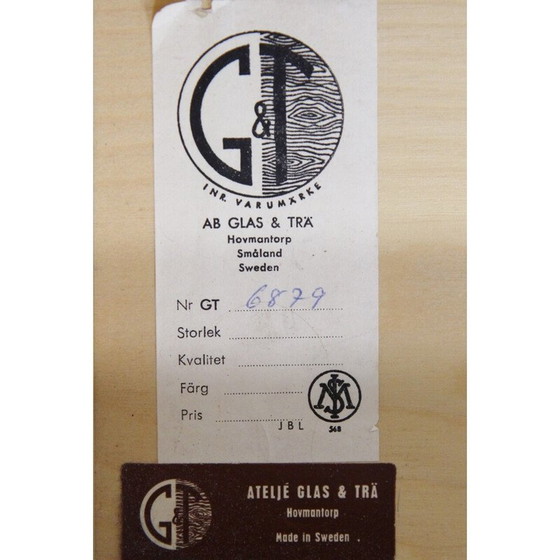 G&T
INR. VARUMÄRKE
AB GLAS & TRÄ
Hovmantorp
Småland
Sweden
Nr GT 6879
Storlek
Kvalitet
Färg
Pris
JBL
568
G&T
ATELJÉ GLAS & TRÄ
Hovmantorp
Made in Sweden .